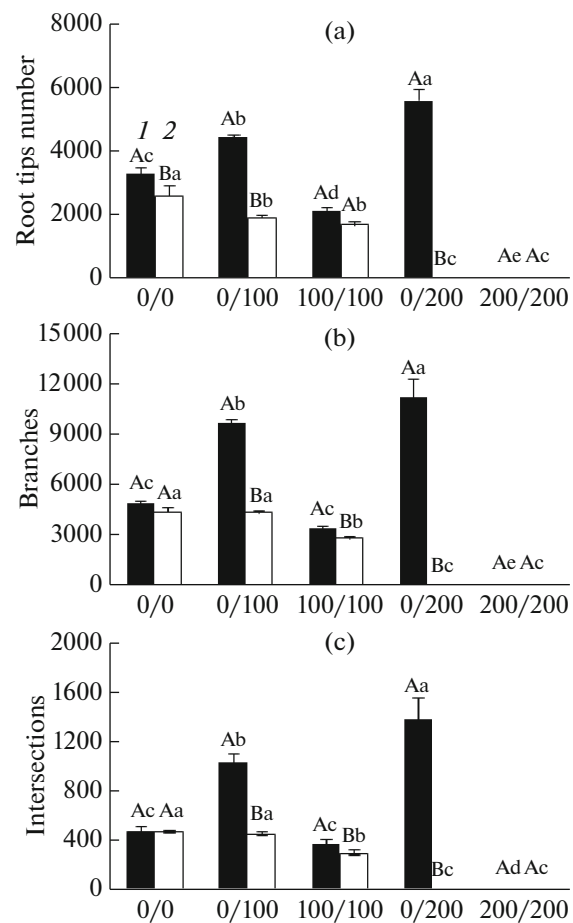 (a)
Root tips number
8000
6000
4000
2000
0
1 2
Ac Ba
Ab Bb
Ad Ab
Aa Bc
Ae Ac
0/0 0/100 100/100 0/200 200/200
(b)
Branches
15000
12000
9000
6000
3000
0
Ac Aa
Ab Ba
Ac Bb
Aa Bc
Ae Ac
0/0 0/100 100/100 0/200 200/200
(c)
Intersections
2000
1600
1200
800
400
0
Ac Aa
Ab Ba
Ac Bb
Aa Bc
Ad Ac
0/0 0/100 100/100 0/200 200/200